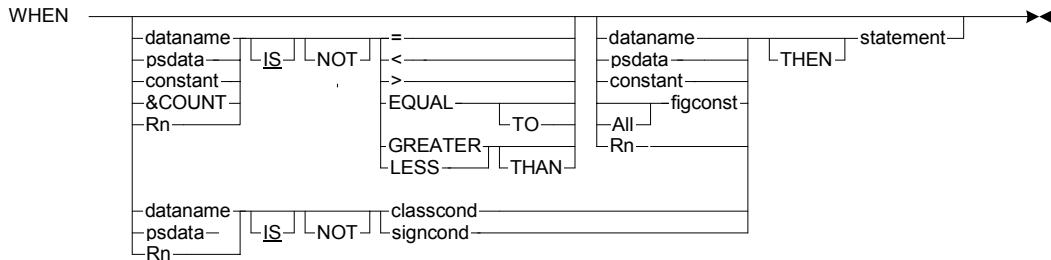 WHEN
dataname IS NOT = dataname statement
psdata < psdata THEN
constant > constant
&COUNT EQUAL figconst
Rn TO All
GREATER Rn
LESS THAN
dataname classcond
psdata IS NOT signcond
Rn